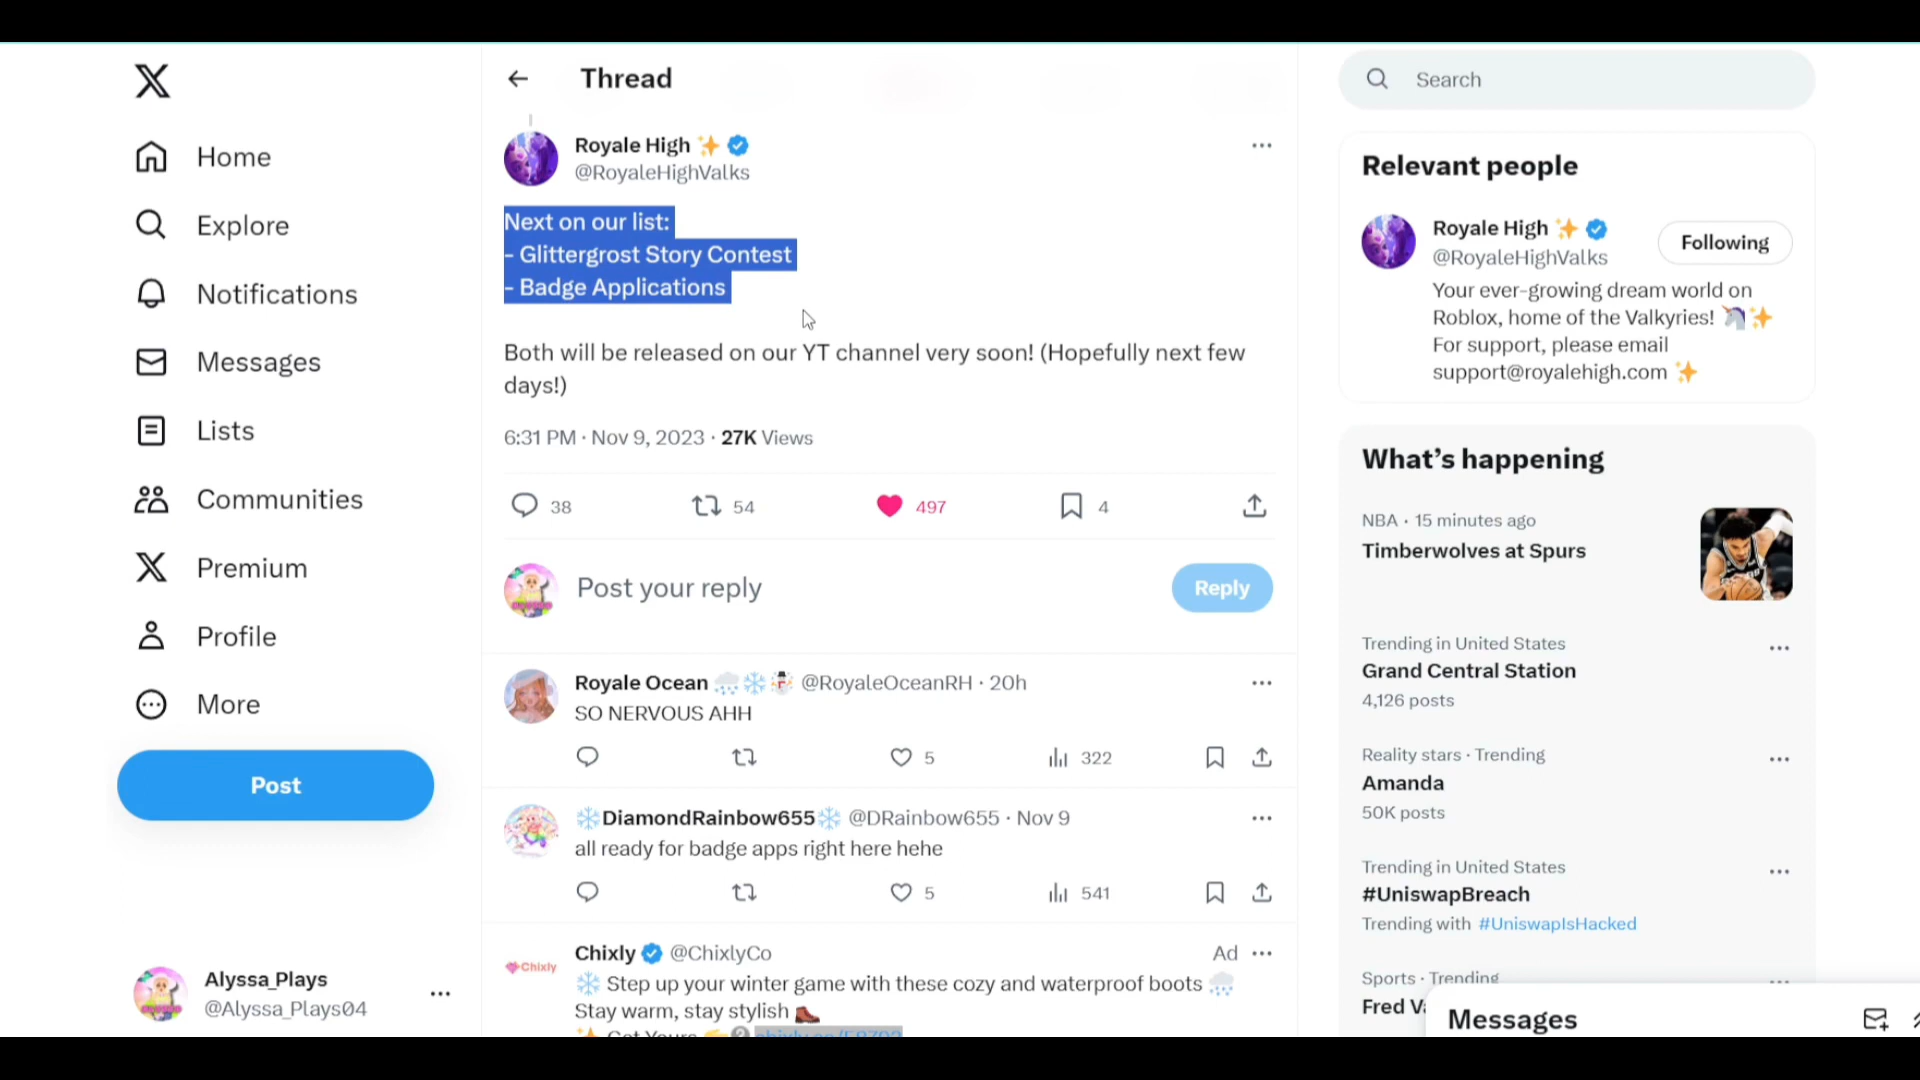 Home
Explore
Notifications
Messages
Lists
Communities
Premium
Profile
More
Post
Alyssa_Plays
@Alyssa_Plays04
Thread
Royale High ✨
@RoyaleHighValks
Next on our list:
- Glittergrost Story Contest
- Badge Applications
Both will be released on our YT channel very soon! (Hopefully next few
days!)
6:31 PM · Nov 9, 2023 · 27K Views
38 54 497 4
Post your reply
Reply
Royale Ocean 🌨️❄️☃️ @RoyaleOceanRH · 20h
SO NERVOUS AHH
5 322
❄️DiamondRainbow655❄️ @DRainbow655 · Nov 9
all ready for badge apps right here hehe
5 541
Chixly
Chixly @ChixlyCo Ad
❄️ Step up your winter game with these cozy and waterproof boots 🌨️
Stay warm, stay stylish 🥾
Search
Relevant people
Royale High ✨
@RoyaleHighValks
Following
Your ever-growing dream world on
Roblox, home of the Valkyries! 🦄✨
For support, please email
support@royalehigh.com ✨
What's happening
NBA · 15 minutes ago
Timberwolves at Spurs
Trending in United States
Grand Central Station
4,126 posts
Reality stars · Trending
Amanda
50K posts
Trending in United States
#UniswapBreach
Trending with #UniswapIsHacked
Sports · Trending
Fred
Messages